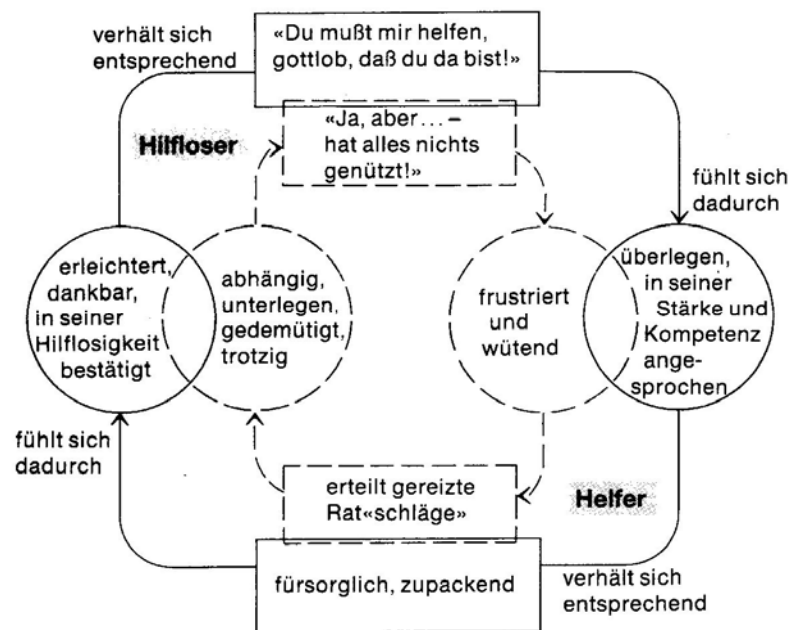 verhält sich
entsprechend
«Du mußt mir helfen,
gottlob, daß du da bist!»
Hilfloser
«Ja, aber... –
hat alles nichts
genützt!»
fühlt sich
dadurch
erleichtert,
dankbar,
in seiner
Hilflosigkeit
bestätigt
abhängig,
unterlegen,
gedemütigt,
trotzig
frustriert
und
wütend
überlegen,
in seiner
Stärke und
Kompetenz
ange-
sprochen
fühlt sich
dadurch
erteilt gereizte
Rat«schläge»
Helfer
fürsorglich, zupackend
verhält sich
entsprechend